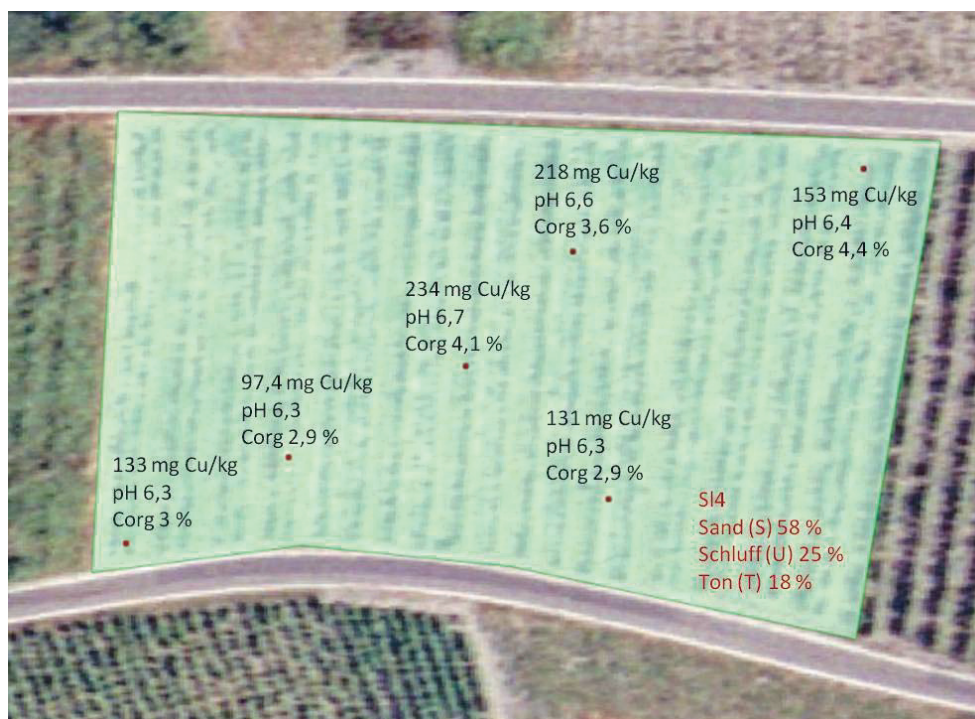 218 mg Cu/kg
pH 6,6
Corg 3,6 %
153 mg Cu/kg
pH 6,4
Corg 4,4 %
234 mg Cu/kg
pH 6,7
Corg 4,1 %
97,4 mg Cu/kg
pH 6,3
Corg 2,9 %
131 mg Cu/kg
pH 6,3
Corg 2,9 %
133 mg Cu/kg
pH 6,3
Corg 3 %
Sl4
Sand (S) 58 %
Schluff (U) 25 %
Ton (T) 18 %